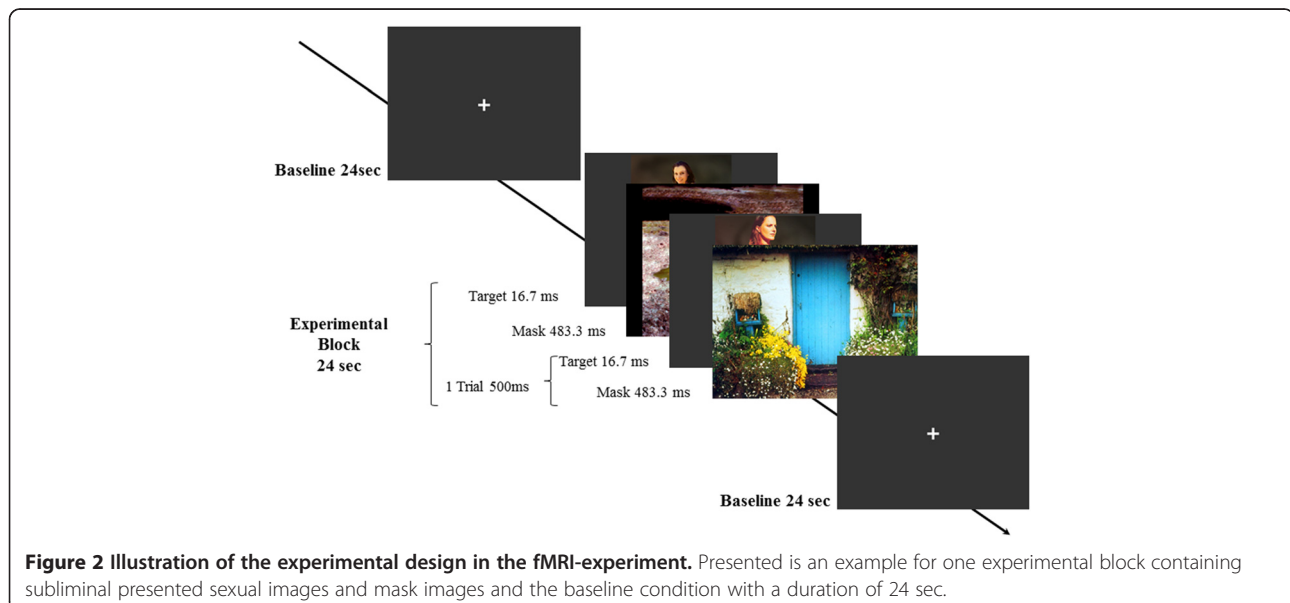 Baseline 24sec
Target 16.7 ms
Experimental
Block
24 sec
Mask 483.3 ms
Target 16.7 ms
1 Trial 500ms
Mask 483.3 ms
Baseline 24 sec
Figure 2 Illustration of the experimental design in the fMRI-experiment. Presented is an example for one experimental block containing
subliminal presented sexual images and mask images and the baseline condition with a duration of 24 sec.